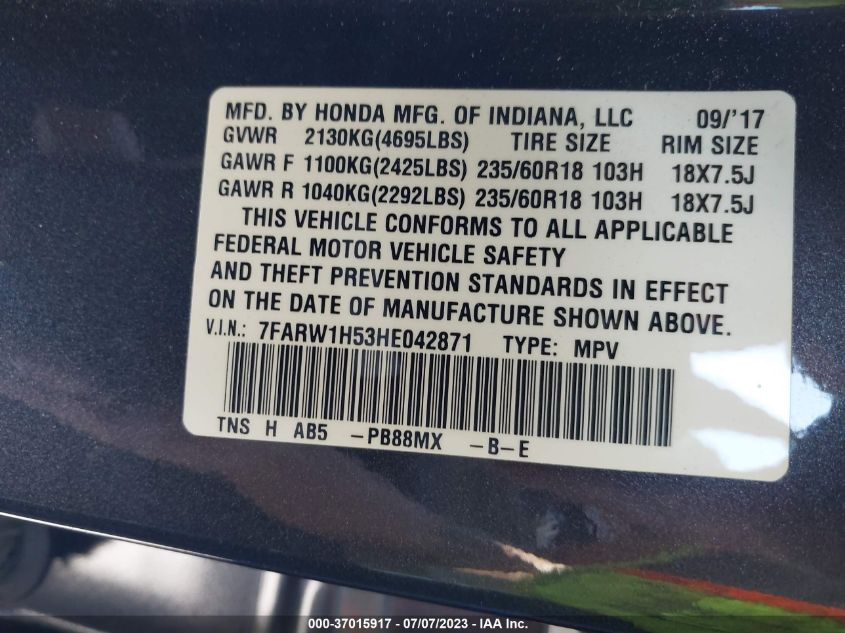 MFD. BY HONDA MFG. OF INDIANA, LLC 09/'17
GVWR 2130KG(4695LBS) TIRE SIZE RIM SIZE
GAWR F 1100KG(2425LBS) 235/60R18 103H 18X7.5J
GAWR R 1040KG(2292LBS) 235/60R18 103H 18X7.5J
THIS VEHICLE CONFORMS TO ALL APPLICABLE
FEDERAL MOTOR VEHICLE SAFETY
AND THEFT PREVENTION STANDARDS IN EFFECT
ON THE DATE OF MANUFACTURE SHOWN ABOVE.
V.I.N.: 7FARW1H53HE042871 TYPE: MPV
TNS H AB5 -PB88MX -B-E
000-37015917 - 07/07/2023 - IAA Inc.